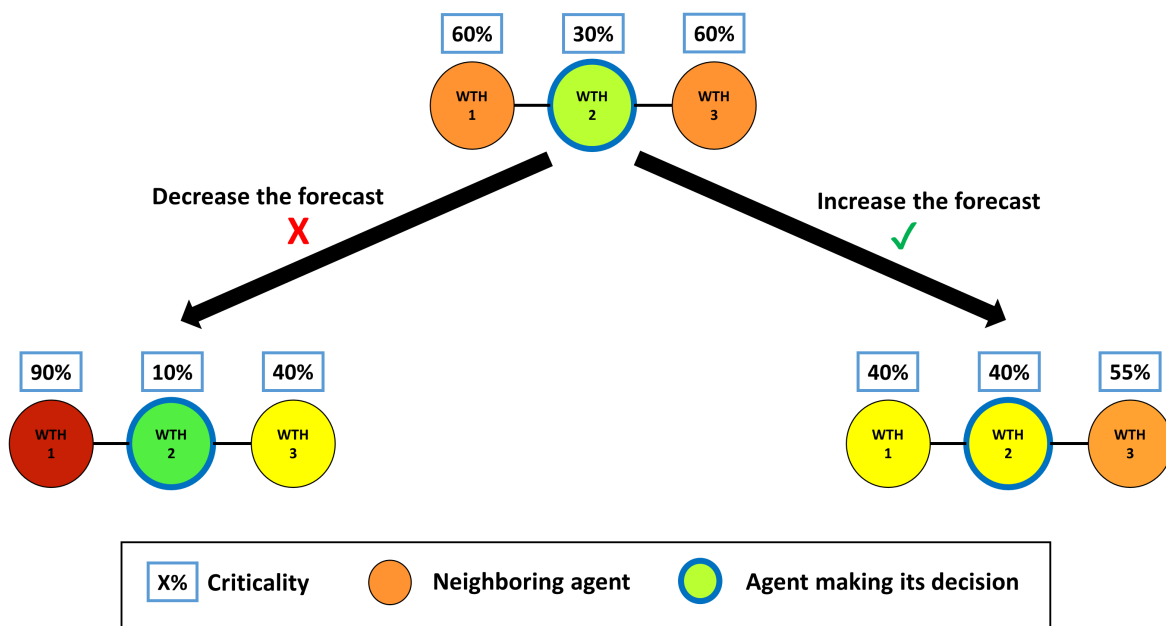 60% 30% 60%
WTH 1 WTH 2 WTH 3
Decrease the forecast
X
Increase the forecast
✓
90% 10% 40%
WTH 1 WTH 2 WTH 3
40% 40% 55%
WTH 1 WTH 2 WTH 3
X% Criticality Neighboring agent Agent making its decision